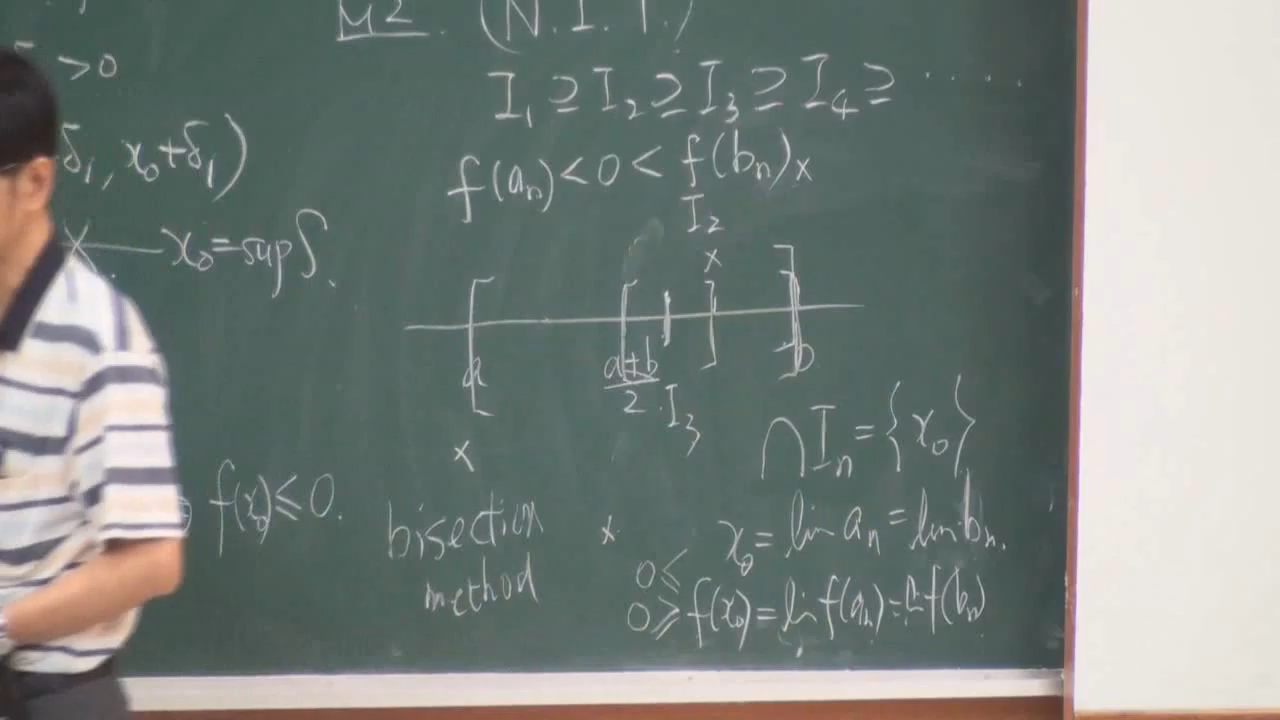 >0
δ₁, x₀+δ₁)
x₀=sup S.
f(x₀)≤0.
M2. (N.I.T.)
I₁⊇I₂⊇I₃⊇I₄⊇.....
f(aₙ)<0<f(bₙ)x
I₂
x
[ [ ] ]
a a+b/2 b
I₃
x
∩Iₙ={x₀}
bisection
method
x
x₀=lim aₙ=lim bₙ.
0≤
0≥f(x₀)=lim f(aₙ)=lim f(bₙ)